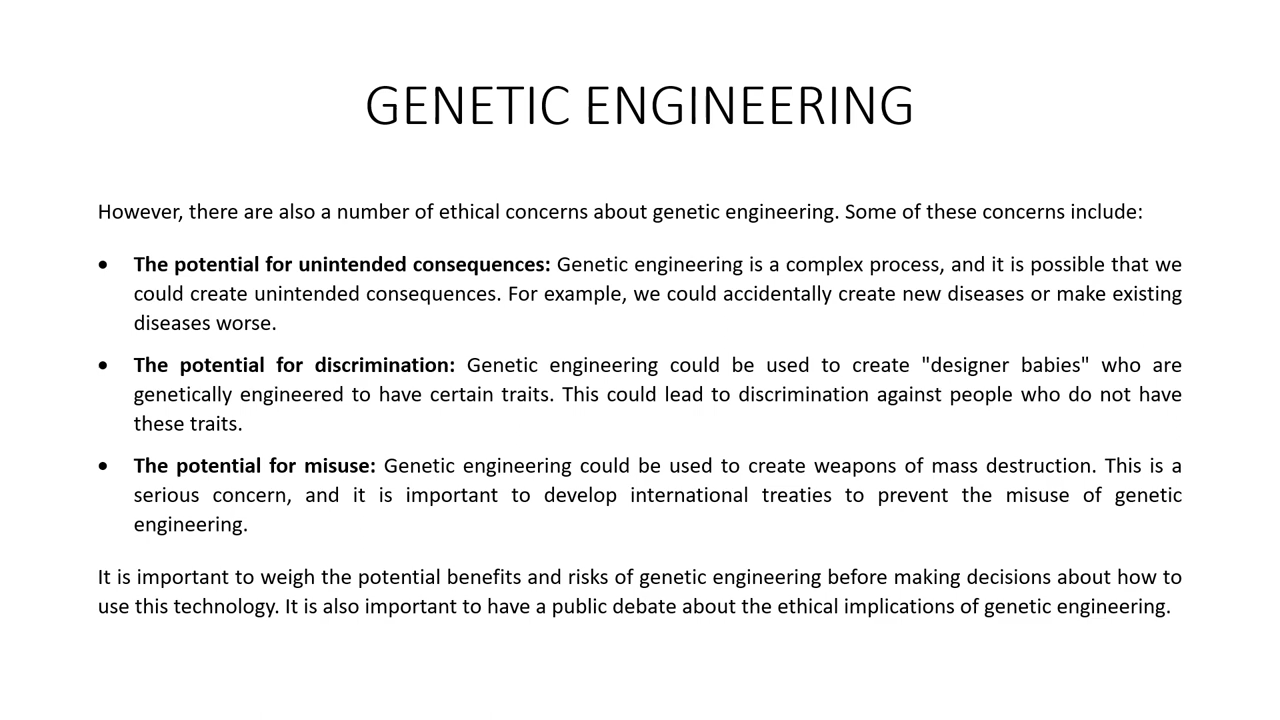 GENETIC ENGINEERING
However, there are also a number of ethical concerns about genetic engineering. Some of these concerns include:
• The potential for unintended consequences: Genetic engineering is a complex process, and it is possible that we
could create unintended consequences. For example, we could accidentally create new diseases or make existing
diseases worse.
• The potential for discrimination: Genetic engineering could be used to create "designer babies" who are
genetically engineered to have certain traits. This could lead to discrimination against people who do not have
these traits.
• The potential for misuse: Genetic engineering could be used to create weapons of mass destruction. This is a
serious concern, and it is important to develop international treaties to prevent the misuse of genetic
engineering.
It is important to weigh the potential benefits and risks of genetic engineering before making decisions about how to
use this technology. It is also important to have a public debate about the ethical implications of genetic engineering.